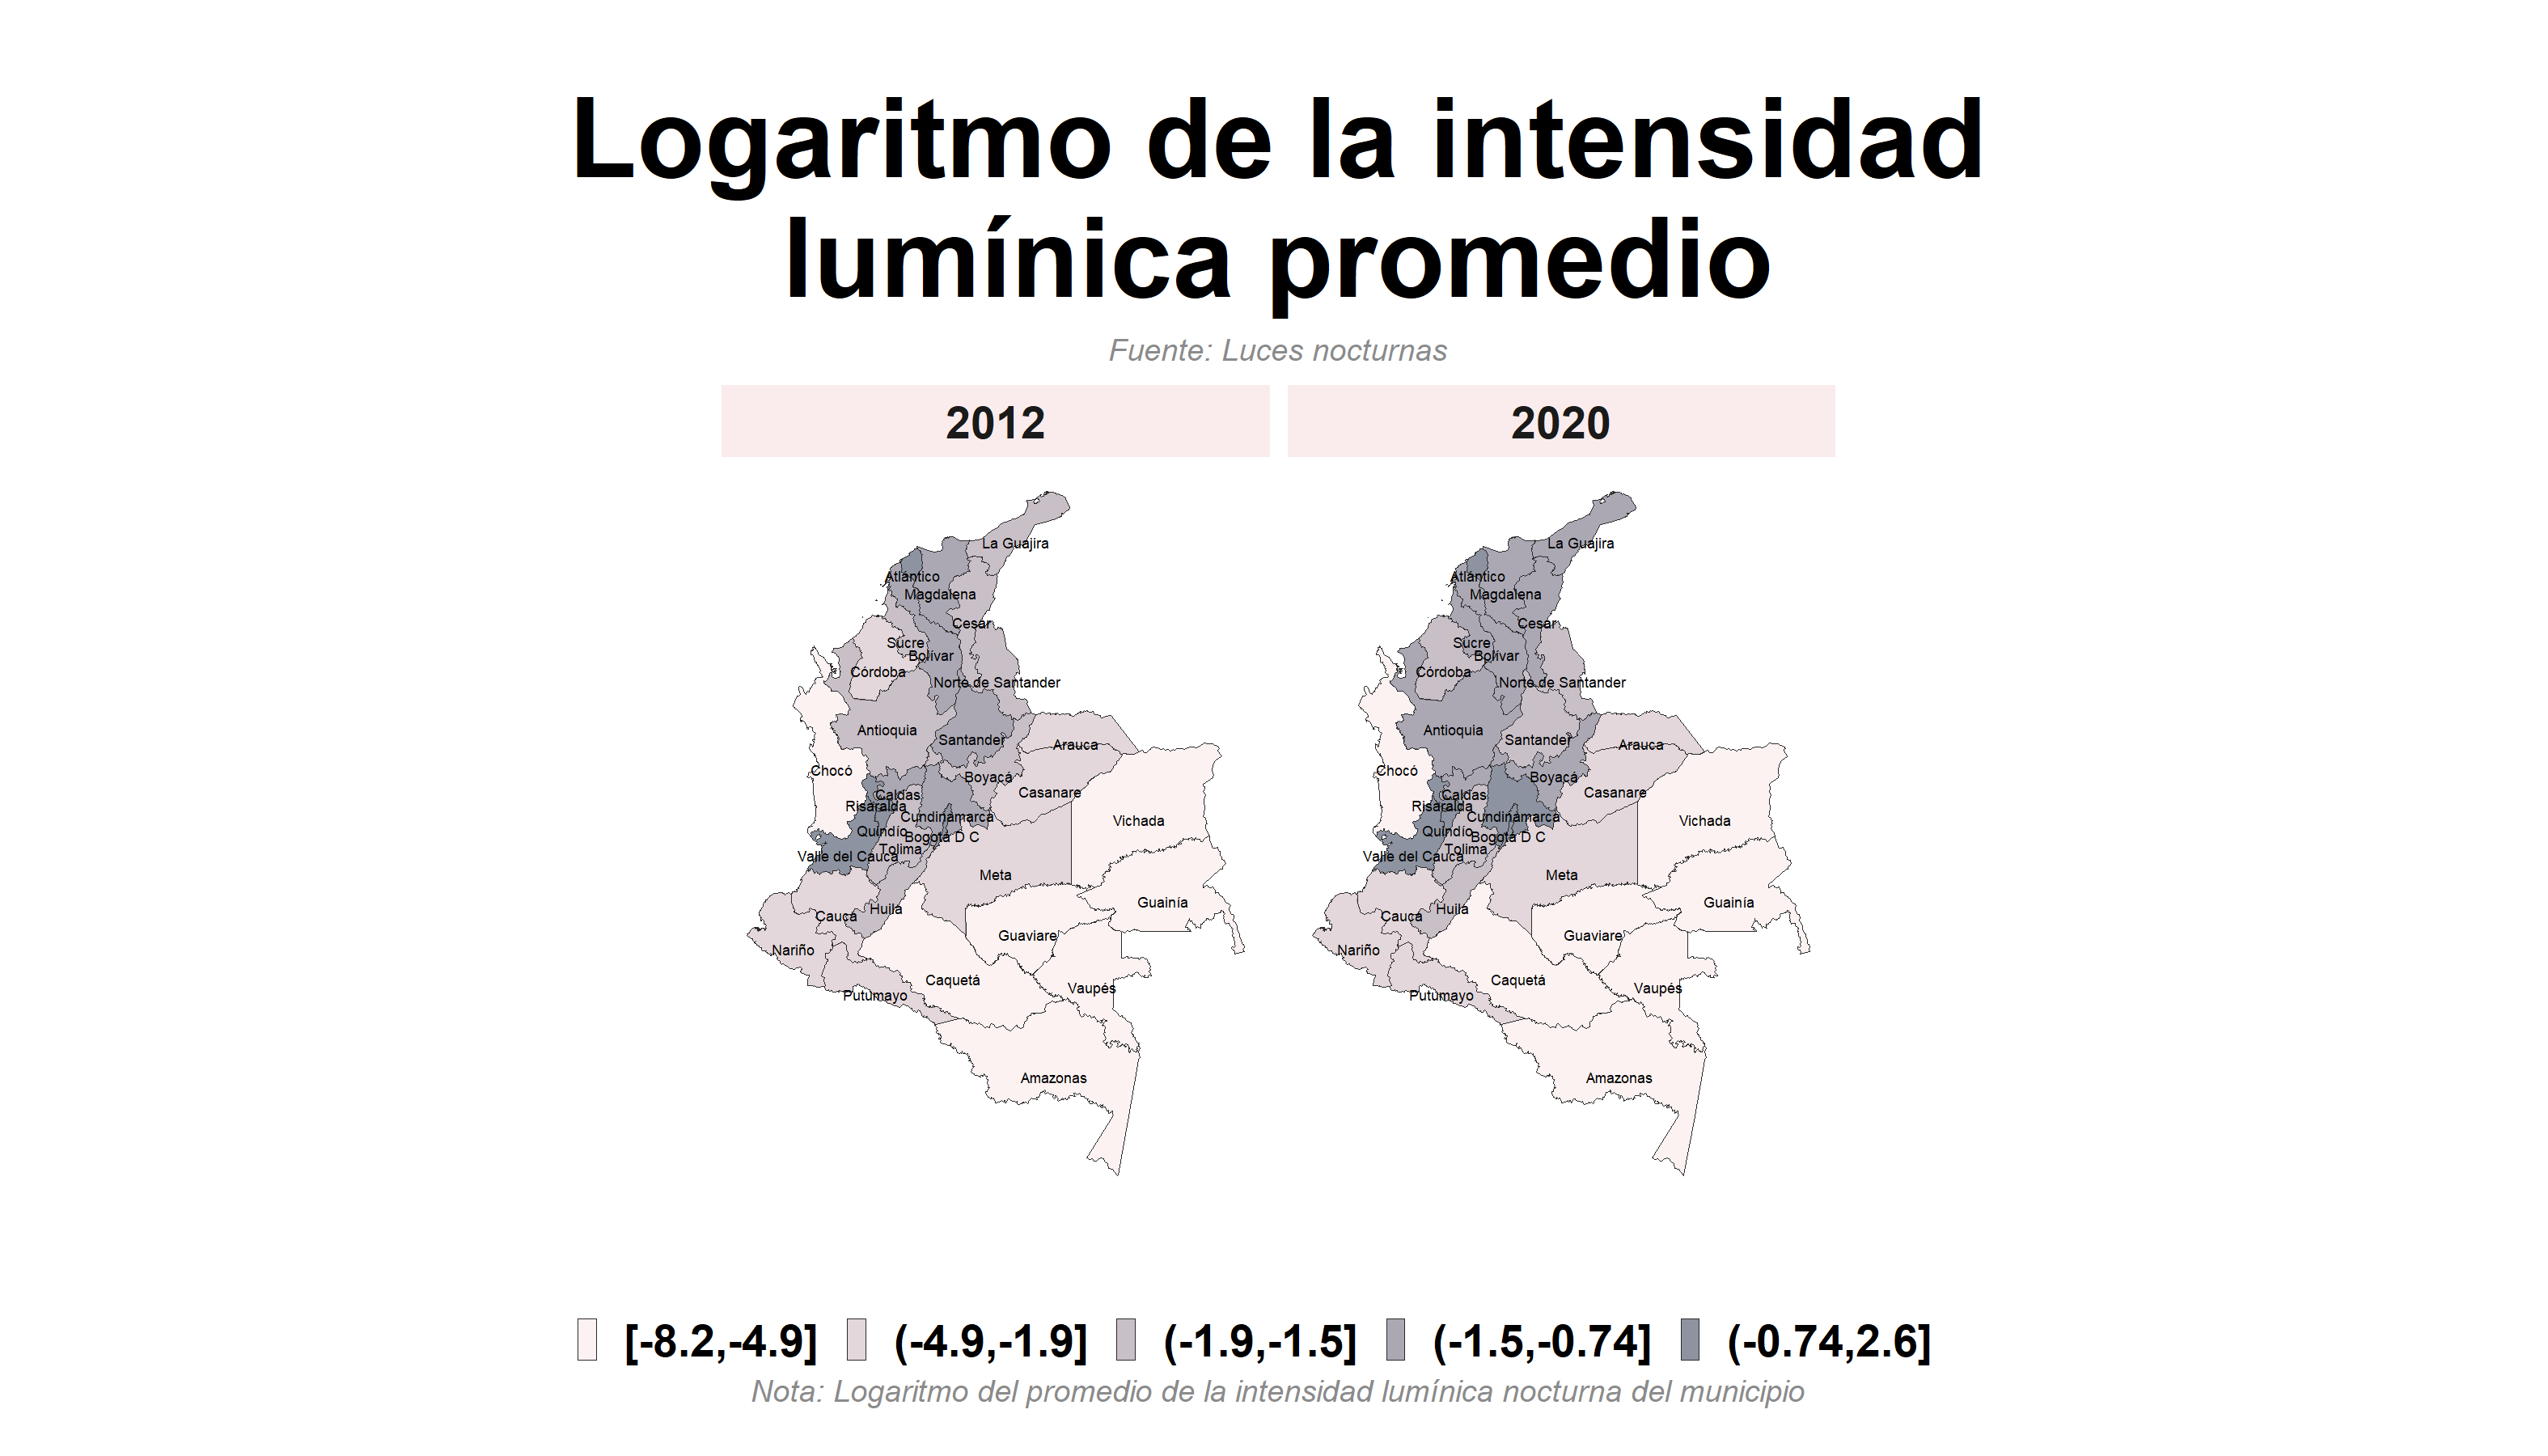 Logaritmo de la intensidad
lumínica promedio
Fuente: Luces nocturnas
2012
2020
La Guajira
Atlántico
Magdalena
Cesar
Sucre
Bolívar
Córdoba
Norte de Santander
Antioquia
Santander
Arauca
Chocó
Boyacá
Caldas
Casanare
Risaralda
Cundinamarca
Vichada
Quindío
Bogotá D C
Tolima
Valle del Cauca
Meta
Guainía
Huila
Cauca
Guaviare
Nariño
Caquetá
Vaupés
Putumayo
Amazonas
La Guajira
Atlántico
Magdalena
Cesar
Sucre
Bolívar
Córdoba
Norte de Santander
Antioquia
Santander
Arauca
Chocó
Boyacá
Caldas
Casanare
Risaralda
Cundinamarca
Vichada
Quindío
Bogotá D C
Tolima
Valle del Cauca
Meta
Guainía
Huila
Cauca
Guaviare
Nariño
Caquetá
Vaupés
Putumayo
Amazonas
[-8.2,-4.9] (-4.9,-1.9] (-1.9,-1.5] (-1.5,-0.74] (-0.74,2.6]
Nota: Logaritmo del promedio de la intensidad lumínica nocturna del municipio